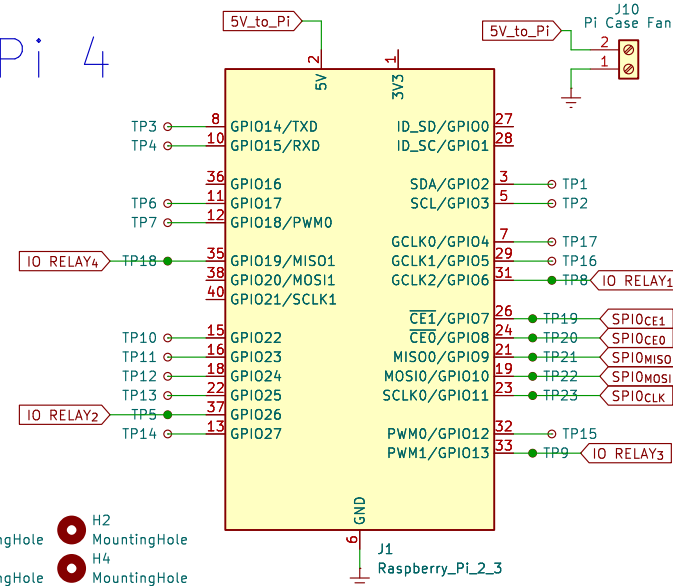 Pi 4
5V_to_Pi
5V_to_Pi
J10
Pi Case Fan
2
1
2
5V
1
3V3
TP3 8 GPIO14/TXD
TP4 10 GPIO15/RXD
36 GPIO16
TP6 11 GPIO17
TP7 12 GPIO18/PWM0
IO RELAY4 TP18 35 GPIO19/MISO1
38 GPIO20/MOSI1
40 GPIO21/SCLK1
TP10 15 GPIO22
TP11 16 GPIO23
TP12 18 GPIO24
TP13 22 GPIO25
IO RELAY2 TP5 37 GPIO26
TP14 13 GPIO27
ID_SD/GPIO0 27
ID_SC/GPIO1 28
SDA/GPIO2 3 TP1
SCL/GPIO3 5 TP2
GCLK0/GPIO4 7 TP17
GCLK1/GPIO5 29 TP16
GCLK2/GPIO6 31 TP8 IO RELAY1
CE1/GPIO7 26 TP19 SPI0CE1
CE0/GPIO8 24 TP20 SPI0CE0
MISO0/GPIO9 21 TP21 SPI0MISO
MOSI0/GPIO10 19 TP22 SPI0MOSI
SCLK0/GPIO11 23 TP23 SPI0CLK
PWM0/GPIO12 32 TP15
PWM1/GPIO13 33 TP9 IO RELAY3
GND
6
J1
Raspberry_Pi_2_3
H2
ngHole MountingHole
H4
ngHole MountingHole